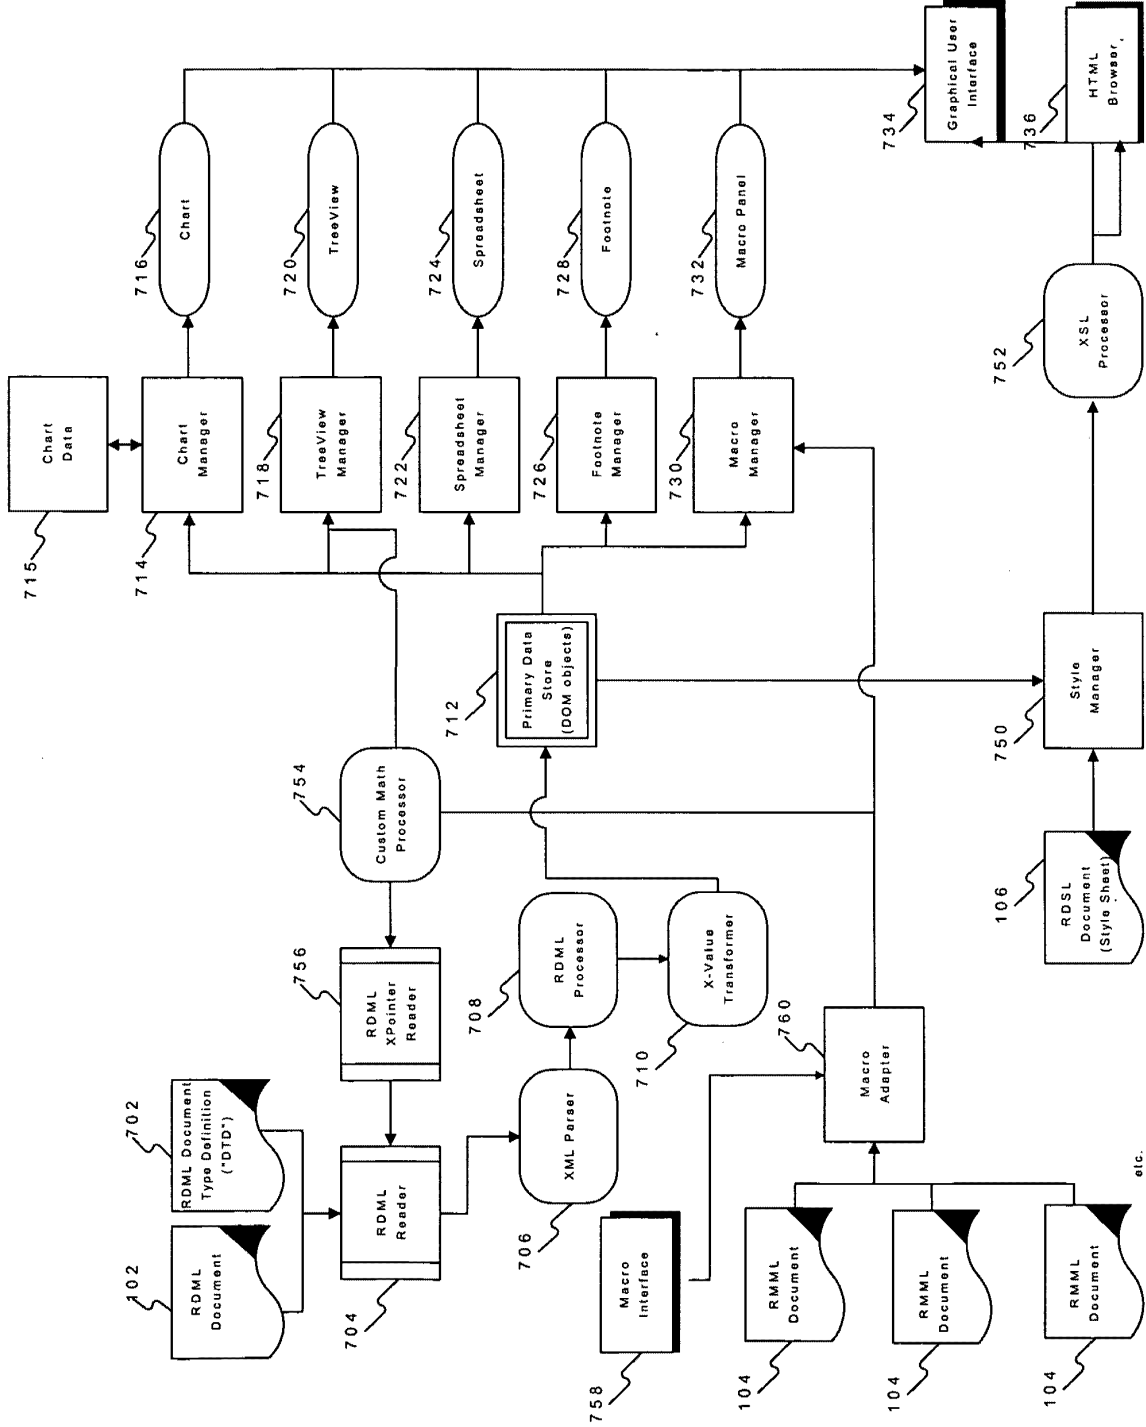 102
RDML
Document
702
RDML Document
Type Definition
("DTD")
704
RDML
Reader
756
RDML
XPointer
Reader
754
Custom Math
Processor
715
Chart
Data
714
Chart
Manager
716
Chart
718
TreeView
Manager
720
TreeView
722
Spreadsheet
Manager
724
Spreadsheet
726
Footnote
Manager
728
Footnote
730
Macro
Manager
732
Macro Panel
706
XML Parser
708
RDML
Processor
710
X-Value
Transformer
712
Primary Data
Store
(DOM objects)
758
Macro
Interface
760
Macro
Adapter
104
RMML
Document
104
RMML
Document
104
RMML
Document
etc.
106
RDSL
Document
(Style Sheet)
750
Style
Manager
752
XSL
Processor
734
Graphical User
Interface
736
HTML
Browser